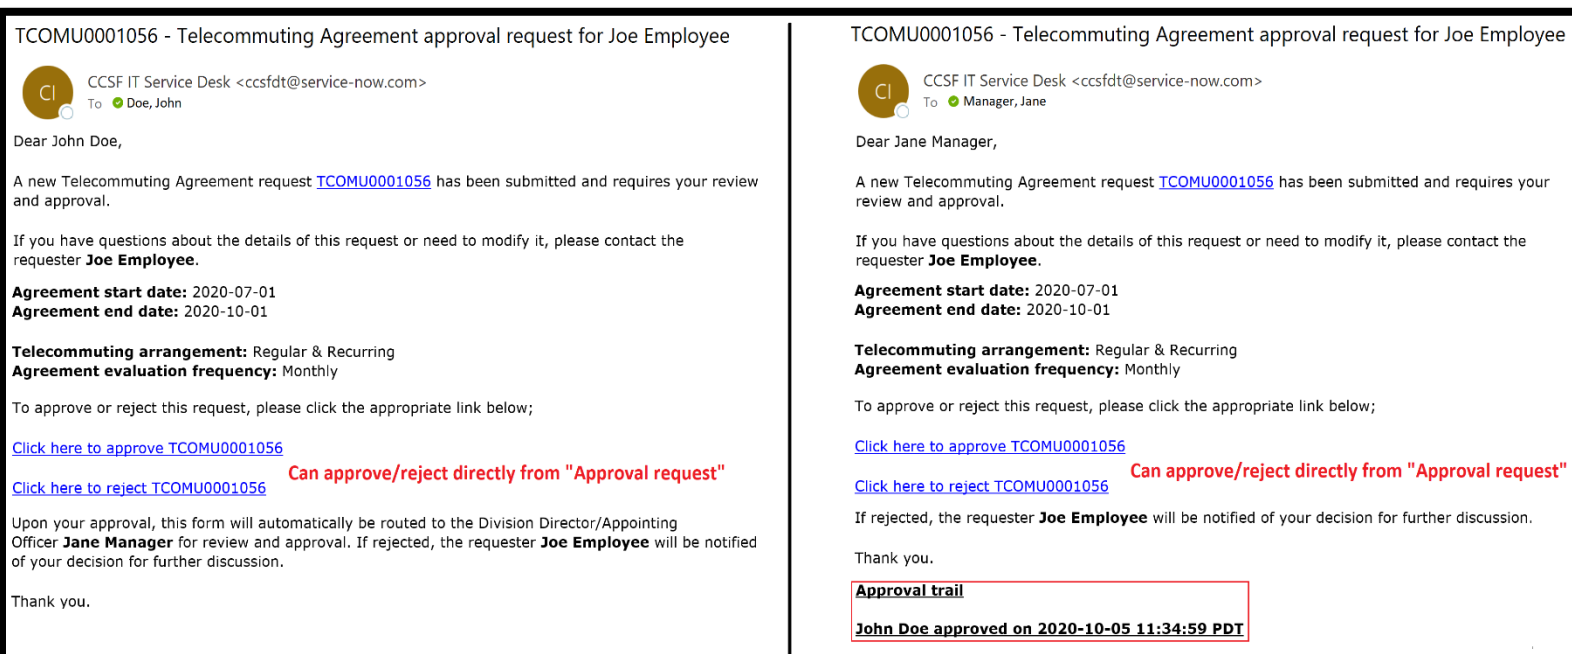 TCOMU0001056 - Telecommuting Agreement approval request for Joe Employee
CI
CCSF IT Service Desk <ccsfdt@service-now.com>
To Doe, John
Dear John Doe,
A new Telecommuting Agreement request TCOMU0001056 has been submitted and requires your review
and approval.
If you have questions about the details of this request or need to modify it, please contact the
requester Joe Employee.
Agreement start date: 2020-07-01
Agreement end date: 2020-10-01
Telecommuting arrangement: Regular & Recurring
Agreement evaluation frequency: Monthly
To approve or reject this request, please click the appropriate link below;
Click here to approve TCOMU0001056
Can approve/reject directly from "Approval request"
Click here to reject TCOMU0001056
Upon your approval, this form will automatically be routed to the Division Director/Appointing
Officer Jane Manager for review and approval. If rejected, the requester Joe Employee will be notified
of your decision for further discussion.
Thank you.
TCOMU0001056 - Telecommuting Agreement approval request for Joe Employee
CI
CCSF IT Service Desk <ccsfdt@service-now.com>
To Manager, Jane
Dear Jane Manager,
A new Telecommuting Agreement request TCOMU0001056 has been submitted and requires your
review and approval.
If you have questions about the details of this request or need to modify it, please contact the
requester Joe Employee.
Agreement start date: 2020-07-01
Agreement end date: 2020-10-01
Telecommuting arrangement: Regular & Recurring
Agreement evaluation frequency: Monthly
To approve or reject this request, please click the appropriate link below;
Click here to approve TCOMU0001056
Can approve/reject directly from "Approval request"
Click here to reject TCOMU0001056
If rejected, the requester Joe Employee will be notified of your decision for further discussion.
Thank you.
Approval trail
John Doe approved on 2020-10-05 11:34:59 PDT